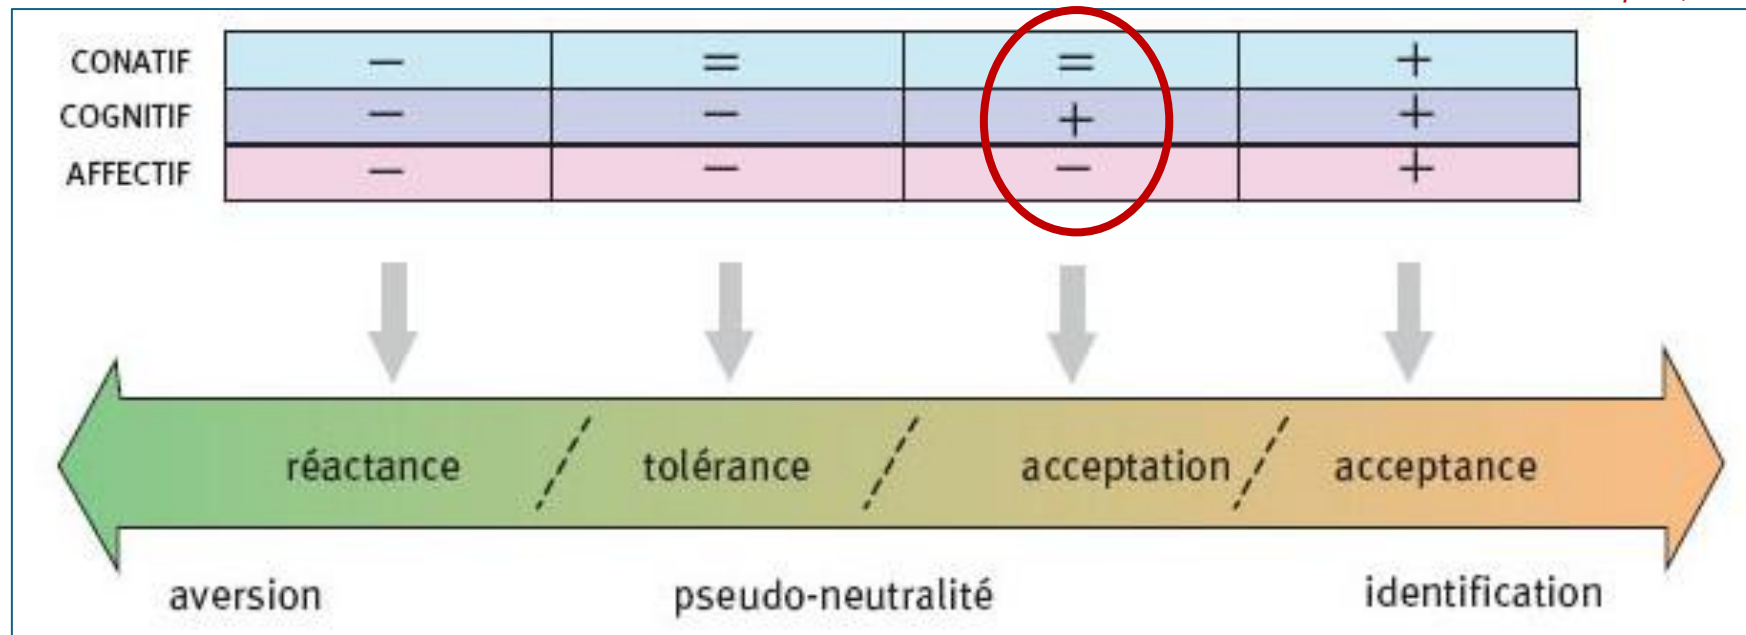 CONATIF − = = +
COGNITIF − − + +
AFFECTIF − − − +
réactance tolérance acceptation acceptance
aversion pseudo-neutralité identification